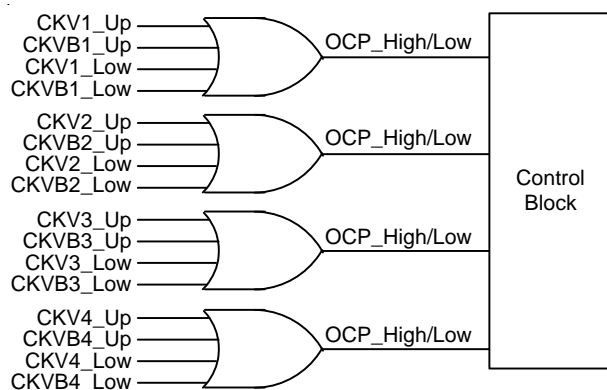 CKV1_Up
CKVB1_Up
CKV1_Low
CKVB1_Low
OCP_High/Low
CKV2_Up
CKVB2_Up
CKV2_Low
CKVB2_Low
OCP_High/Low
CKV3_Up
CKVB3_Up
CKV3_Low
CKVB3_Low
OCP_High/Low
CKV4_Up
CKVB4_Up
CKV4_Low
CKVB4_Low
OCP_High/Low
Control
Block